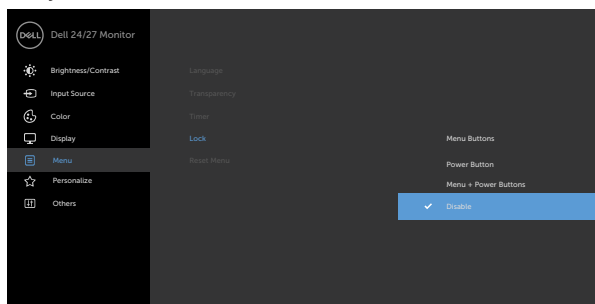 DELL Dell 24/27 Monitor
Brightness/Contrast
Input Source
Color
Display
Menu
Personalize
Others
Language
Transparency
Timer
Lock
Reset Menu
Menu Buttons
Power Button
Menu + Power Buttons
Disable